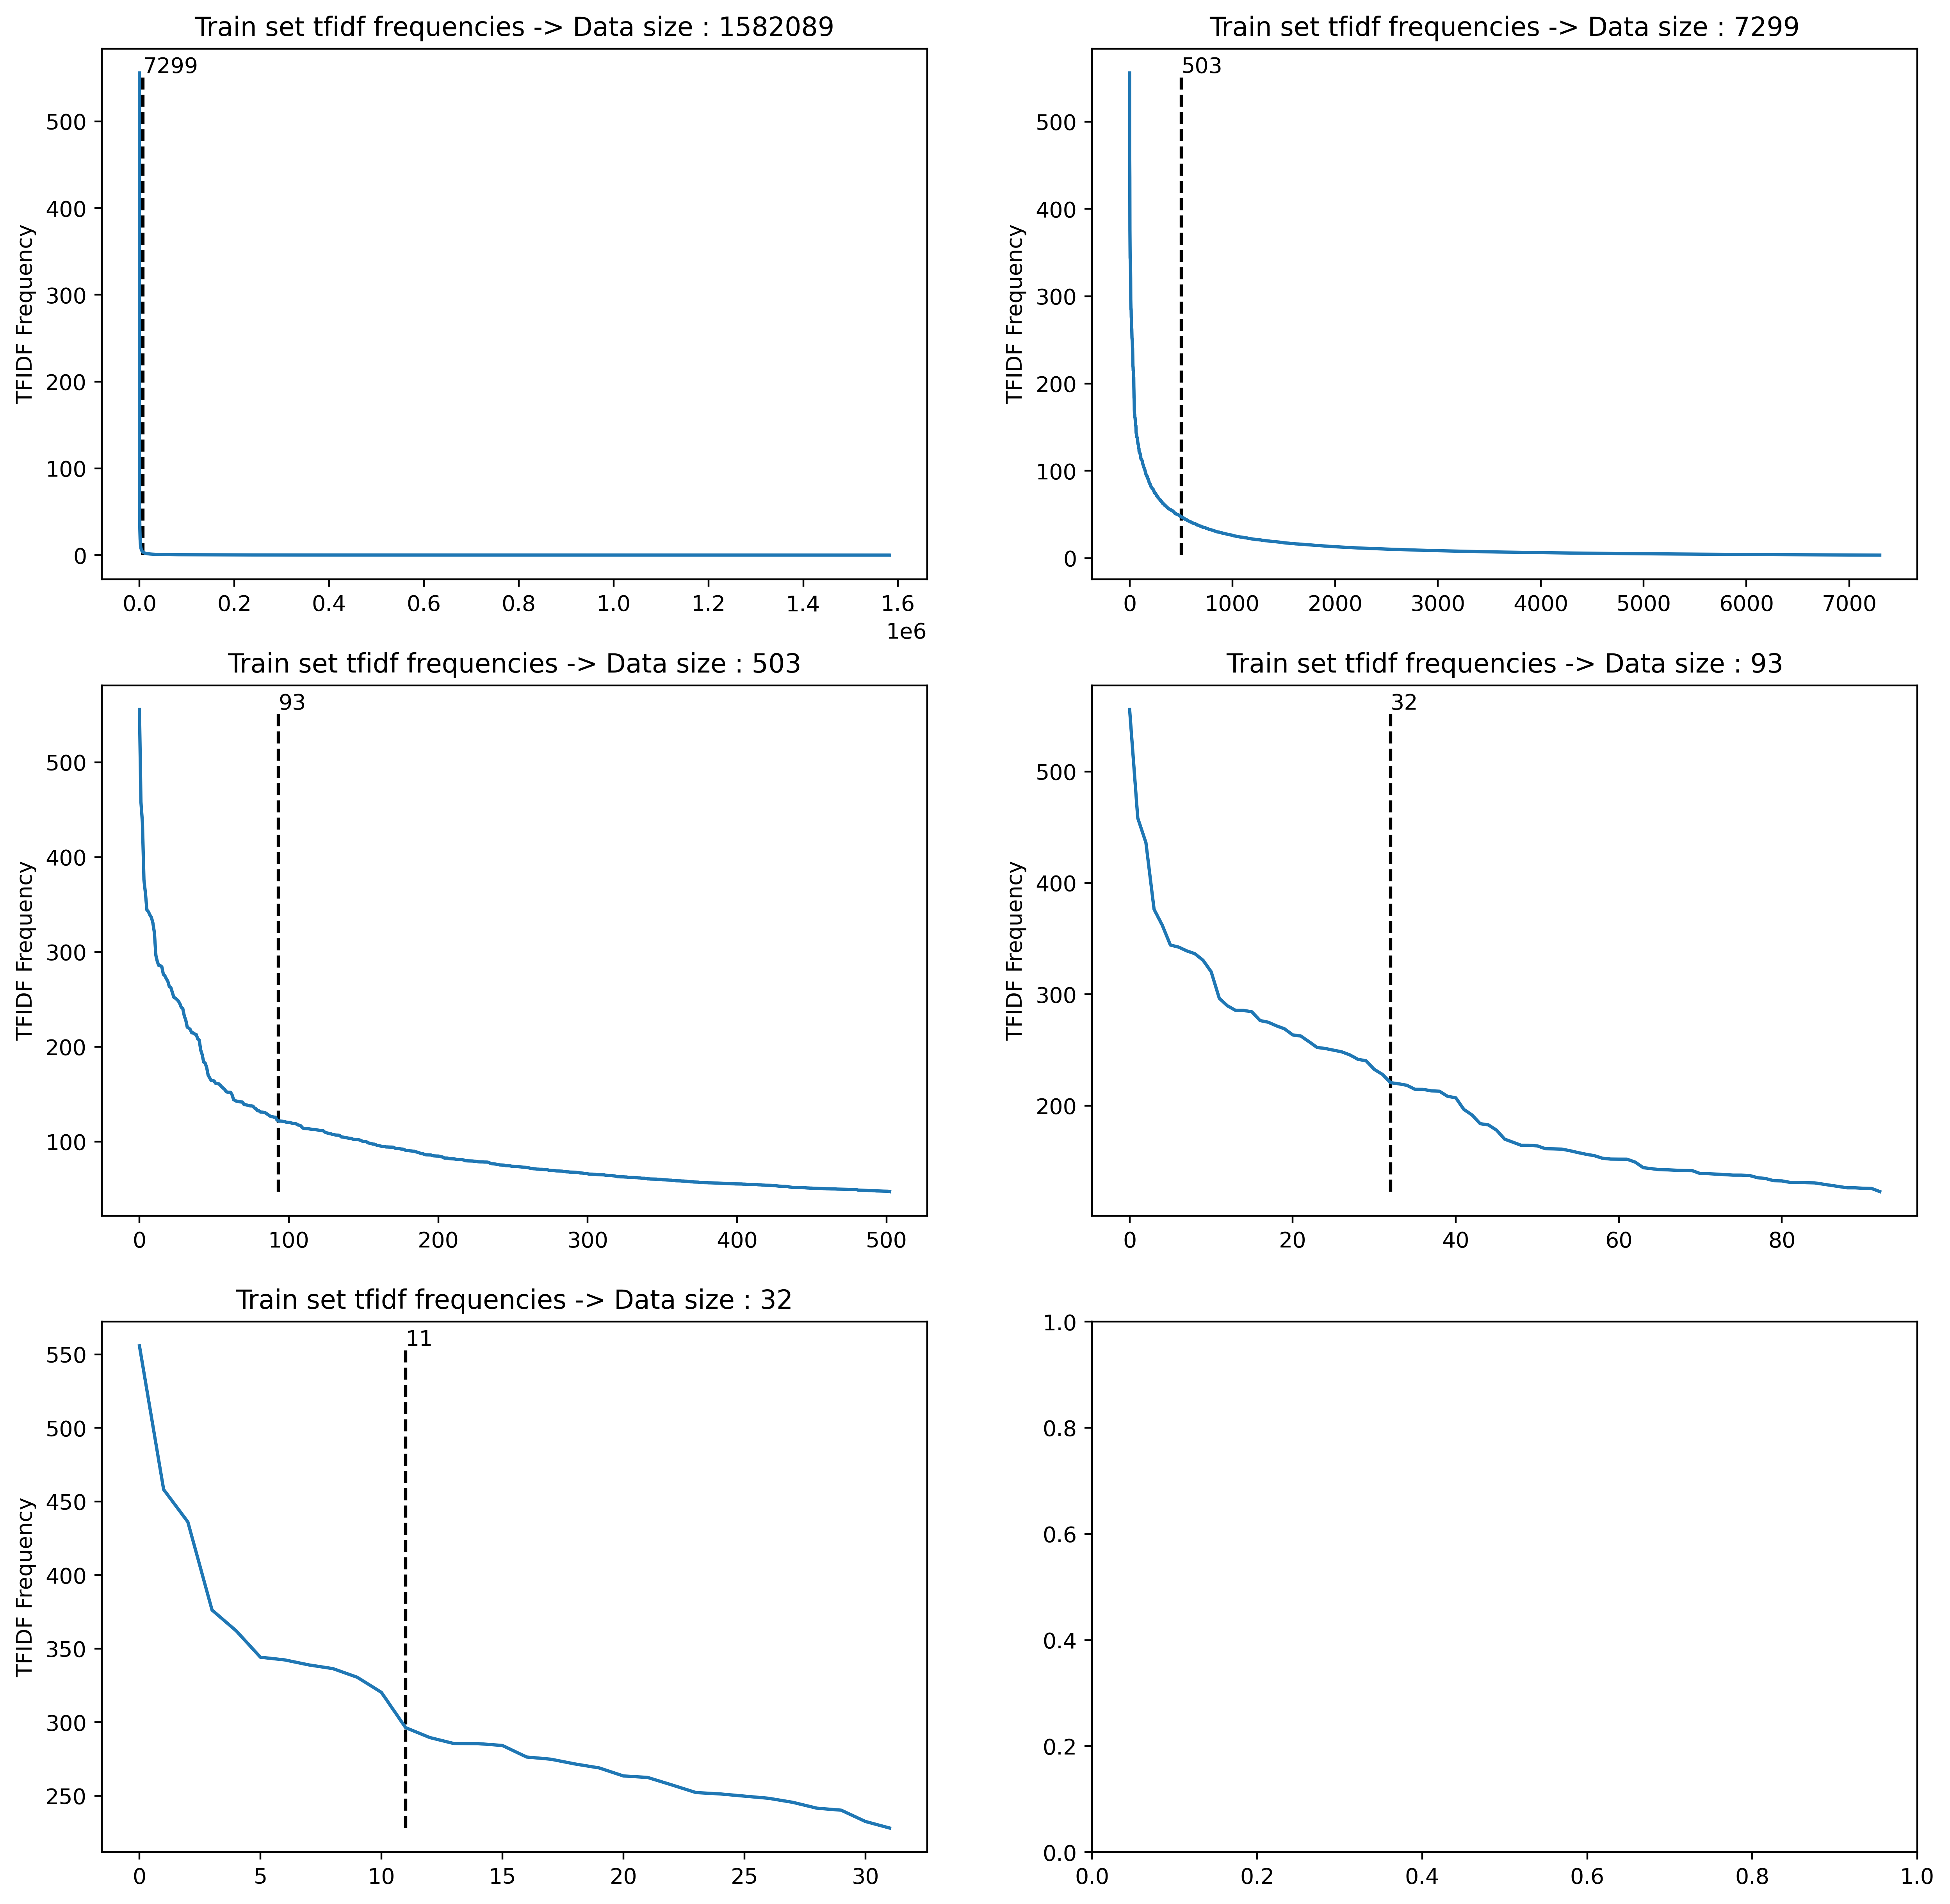 Train set tfidf frequencies -> Data size : 1582089
7299
500
400
300
200
100
0
TFIDF Frequency
0.0 0.2 0.4 0.6 0.8 1.0 1.2 1.4 1.6
1e6
Train set tfidf frequencies -> Data size : 7299
503
500
400
300
200
100
0
TFIDF Frequency
0 1000 2000 3000 4000 5000 6000 7000
Train set tfidf frequencies -> Data size : 503
93
500
400
300
200
100
TFIDF Frequency
0 100 200 300 400 500
Train set tfidf frequencies -> Data size : 93
32
500
400
300
200
TFIDF Frequency
0 20 40 60 80
Train set tfidf frequencies -> Data size : 32
11
550
500
450
400
350
300
250
TFIDF Frequency
0 5 10 15 20 25 30
1.0
0.8
0.6
0.4
0.2
0.0
0.0 0.2 0.4 0.6 0.8 1.0